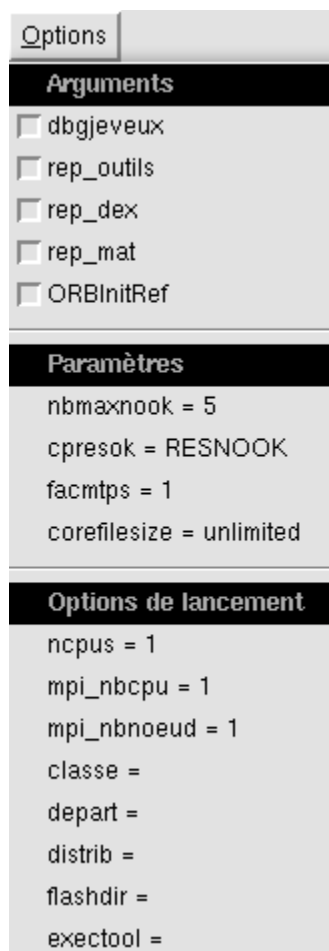 Options
Arguments
dbgjeveux
rep_outils
rep_dex
rep_mat
ORBInitRef
Paramètres
nbmaxnook = 5
cpresok = RESNOOK
facmtps = 1
corefilesize = unlimited
Options de lancement
ncpus = 1
mpi_nbcpu = 1
mpi_nbnoeud = 1
classe =
depart =
distrib =
flashdir =
exectool =